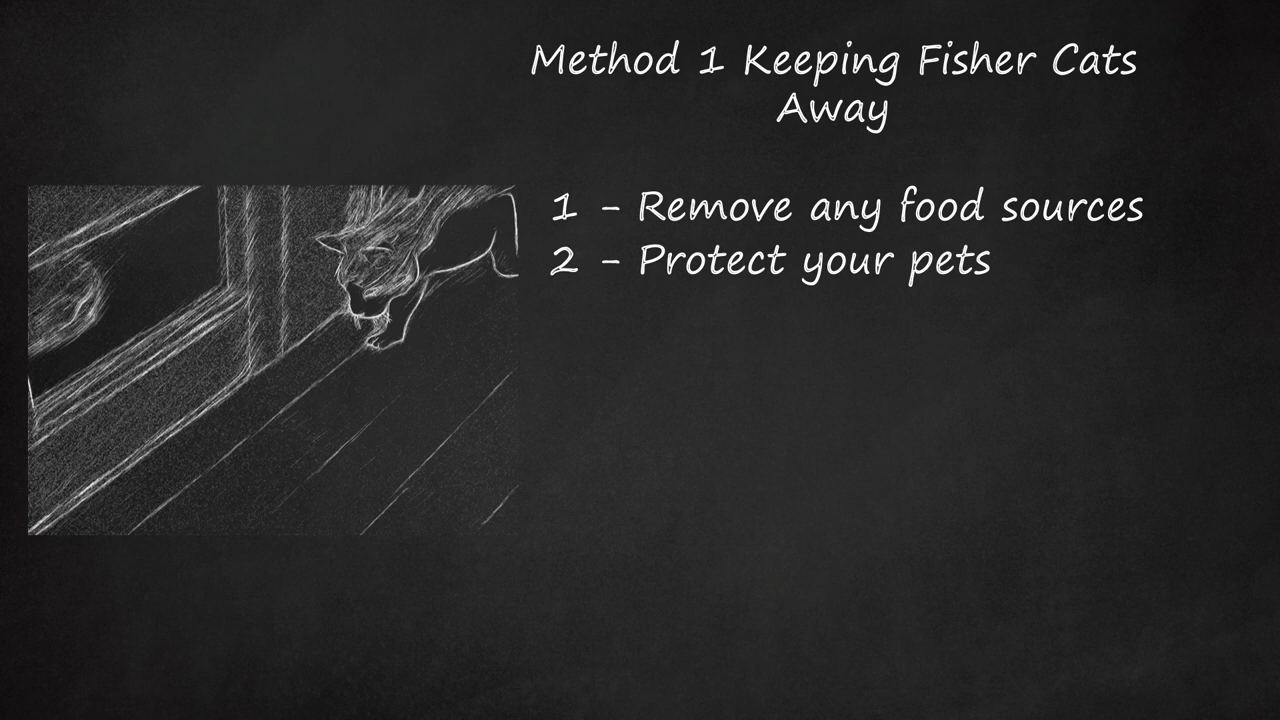 Method 1 Keeping Fisher Cats
Away
1 - Remove any food sources
2 - Protect your pets